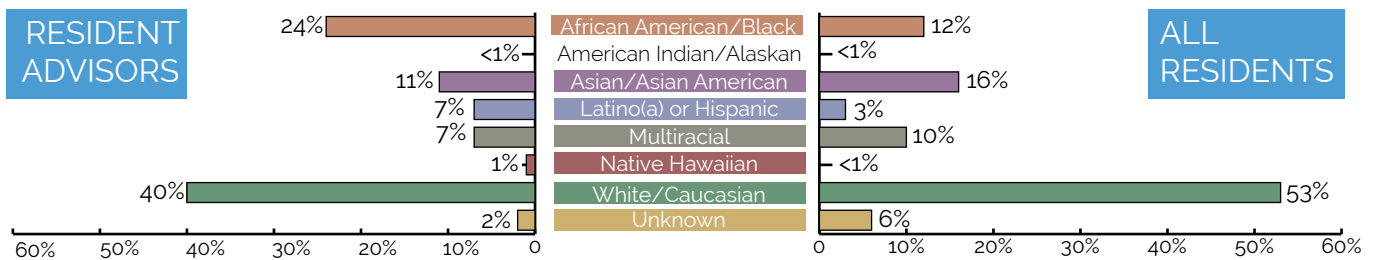 RESIDENT
ADVISORS
ALL
RESIDENTS
24% African American/Black 12%
<1% American Indian/Alaskan <1%
11% Asian/Asian American 16%
7% Latino(a) or Hispanic 3%
7% Multiracial 10%
1% Native Hawaiian <1%
40% White/Caucasian 53%
2% Unknown 6%
60% 50% 40% 30% 20% 10% 0 0 10% 20% 30% 40% 50% 60%